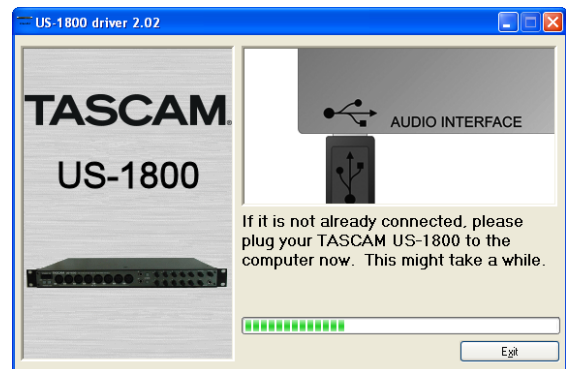 US-1800 driver 2.02
TASCAM
US-1800
AUDIO INTERFACE
If it is not already connected, please
plug your TASCAM US-1800 to the
computer now. This might take a while.
Exit